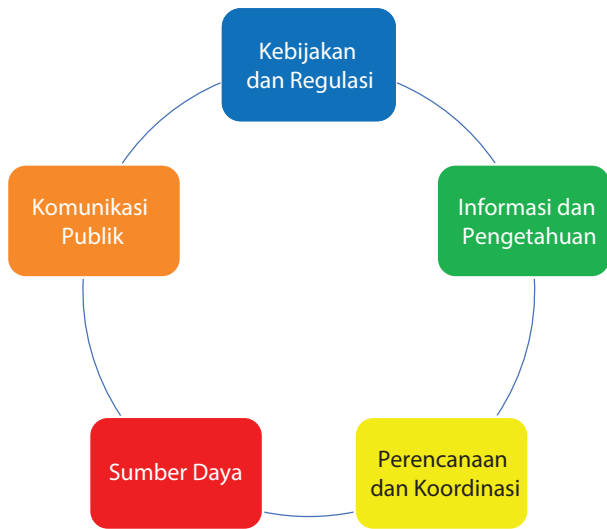 Kebijakan
dan Regulasi
Informasi dan
Pengetahuan
Perencanaan
dan Koordinasi
Sumber Daya
Komunikasi
Publik